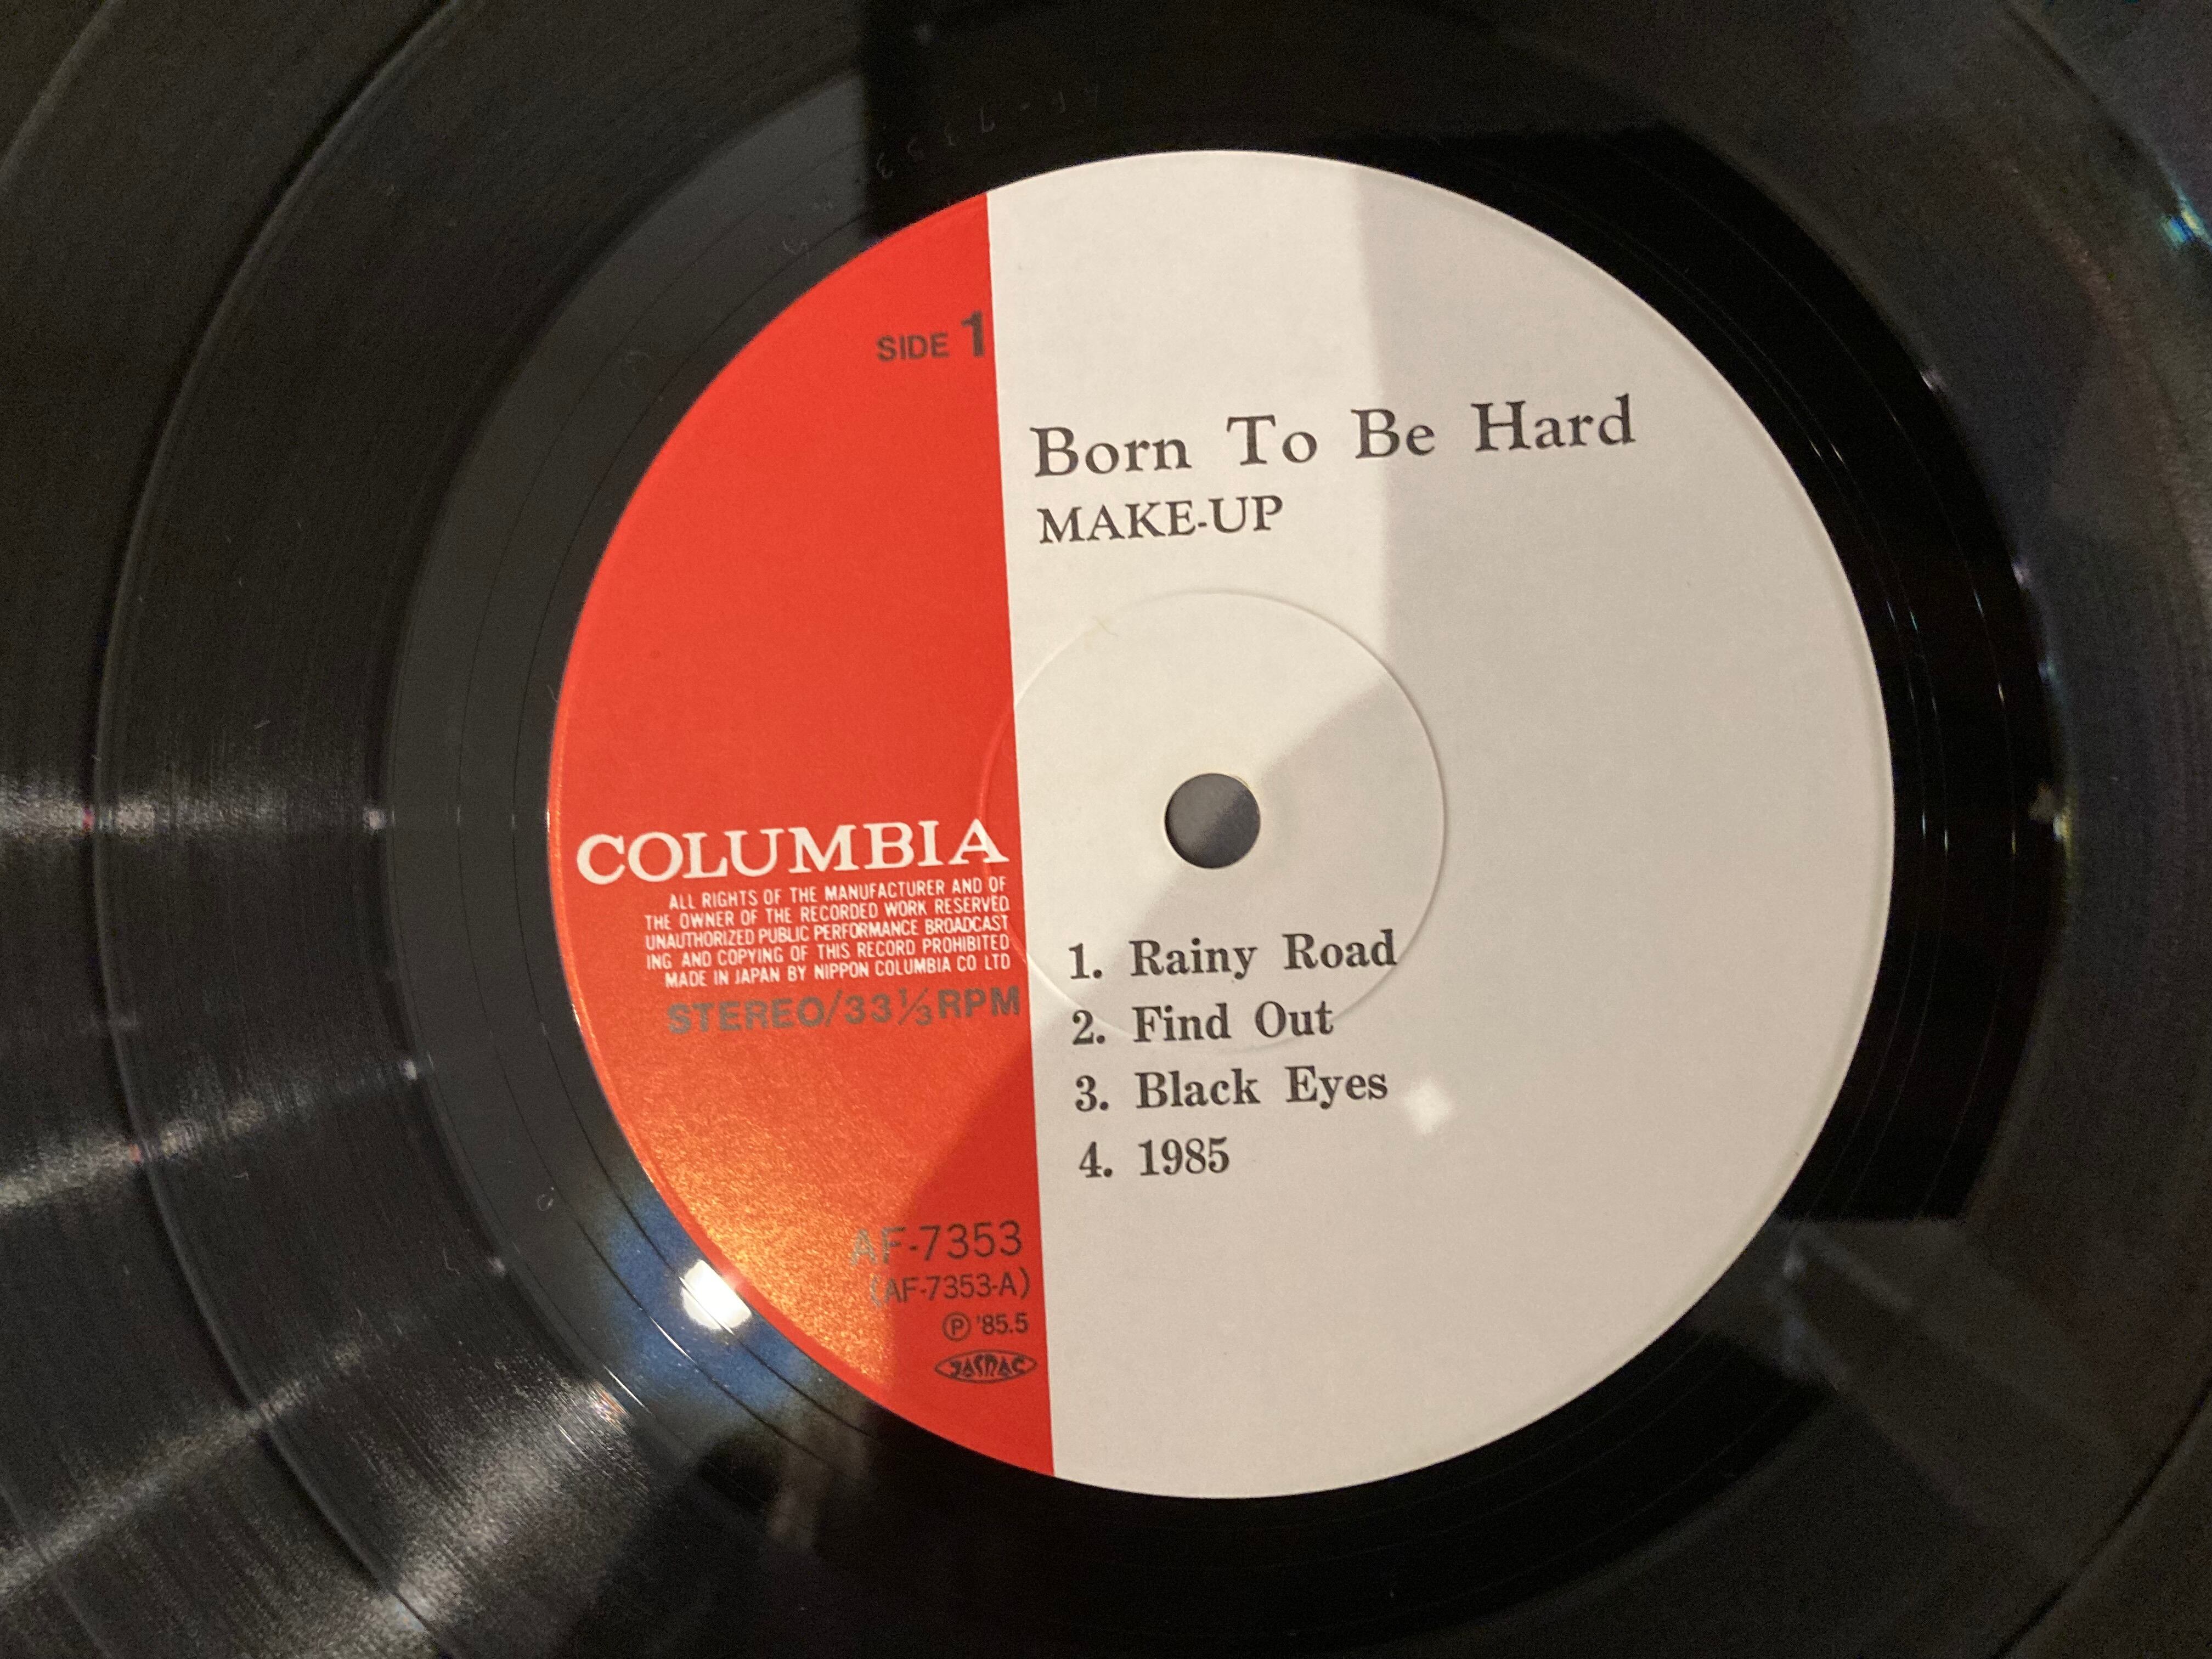 AF-7353
SIDE 1
Born To Be Hard
MAKE-UP
COLUMBIA
ALL RIGHTS OF THE MANUFACTURER AND OF
THE OWNER OF THE RECORDED WORK RESERVED
UNAUTHORIZED PUBLIC PERFORMANCE BROADCAST
ING AND COPYING OF THIS RECORD PROHIBITED
MADE IN JAPAN BY NIPPON COLUMBIA CO LTD
STEREO/33⅓RPM
1. Rainy Road
2. Find Out
3. Black Eyes
4. 1985
AF-7353
(AF-7353-A)
Ⓟ '85.5
JASRAC